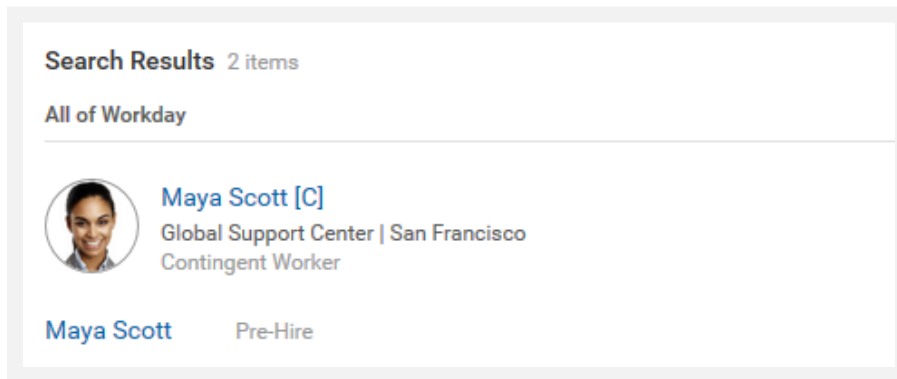 Search Results 2 items
All of Workday
Maya Scott [C]
Global Support Center | San Francisco
Contingent Worker
Maya Scott Pre-Hire